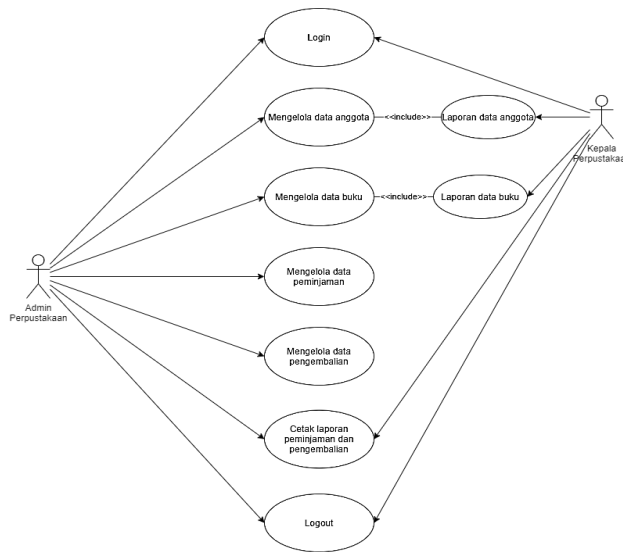 Login
Mengelola data anggota
<<include>>
Laporan data anggota
Kepala
Perpustakaa
Mengelola data buku
<<include>>
Laporan data buku
Mengelola data
peminjaman
Admin
Perpustakaan
Mengelola data
pengembalian
Cetak laporan
peminjaman dan
pengembalian
Logout